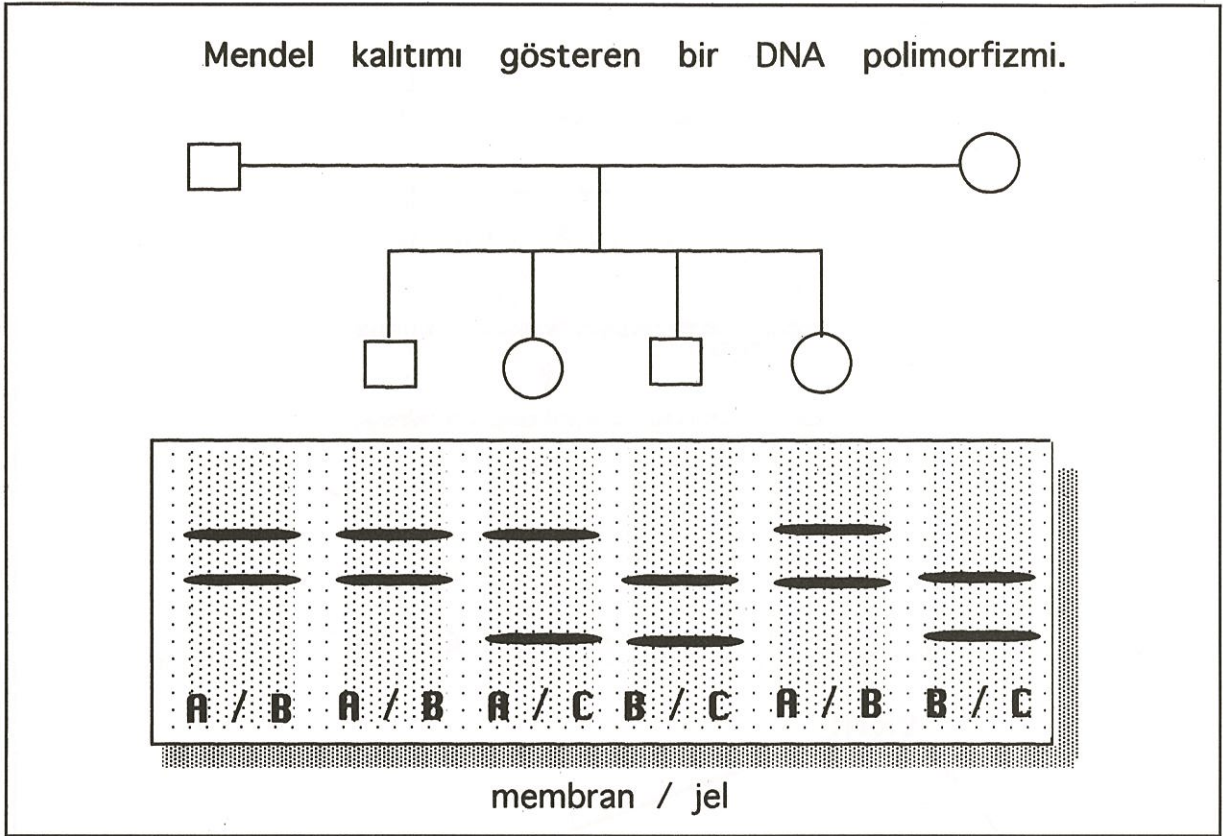 Mendel kalıtımı gösteren bir DNA polimorfizmi.
A / B A / B A / C B / C A / B B / C
membran / jel